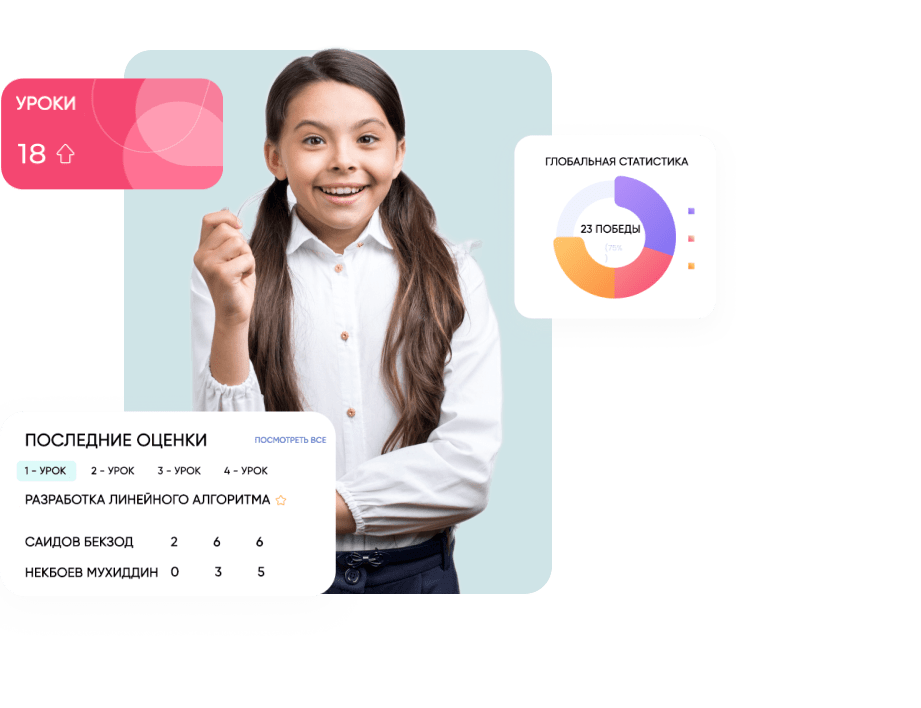 УРОКИ
18
ГЛОБАЛЬНАЯ СТАТИСТИКА
23 ПОБЕДЫ
(75%
)
ПОСЛЕДНИЕ ОЦЕНКИ ПОСМОТРЕТЬ ВСЕ
1 - УРОК 2 - УРОК 3 - УРОК 4 - УРОК
РАЗРАБОТКА ЛИНЕЙНОГО АЛГОРИТМА
САИДОВ БЕКЗОД 2 6 6
НЕКБОЕВ МУХИДДИН 0 3 5